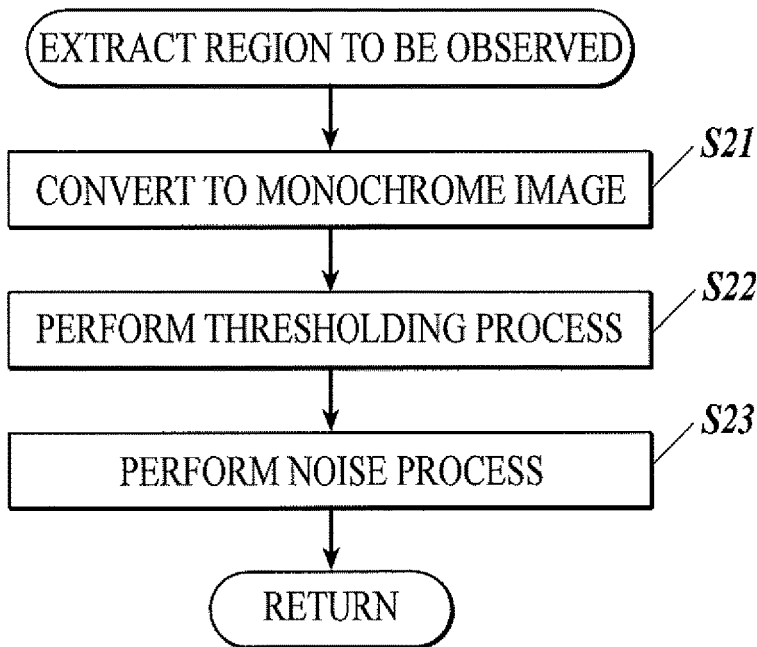 EXTRACT REGION TO BE OBSERVED
S21
CONVERT TO MONOCHROME IMAGE
S22
PERFORM THRESHOLDING PROCESS
S23
PERFORM NOISE PROCESS
RETURN